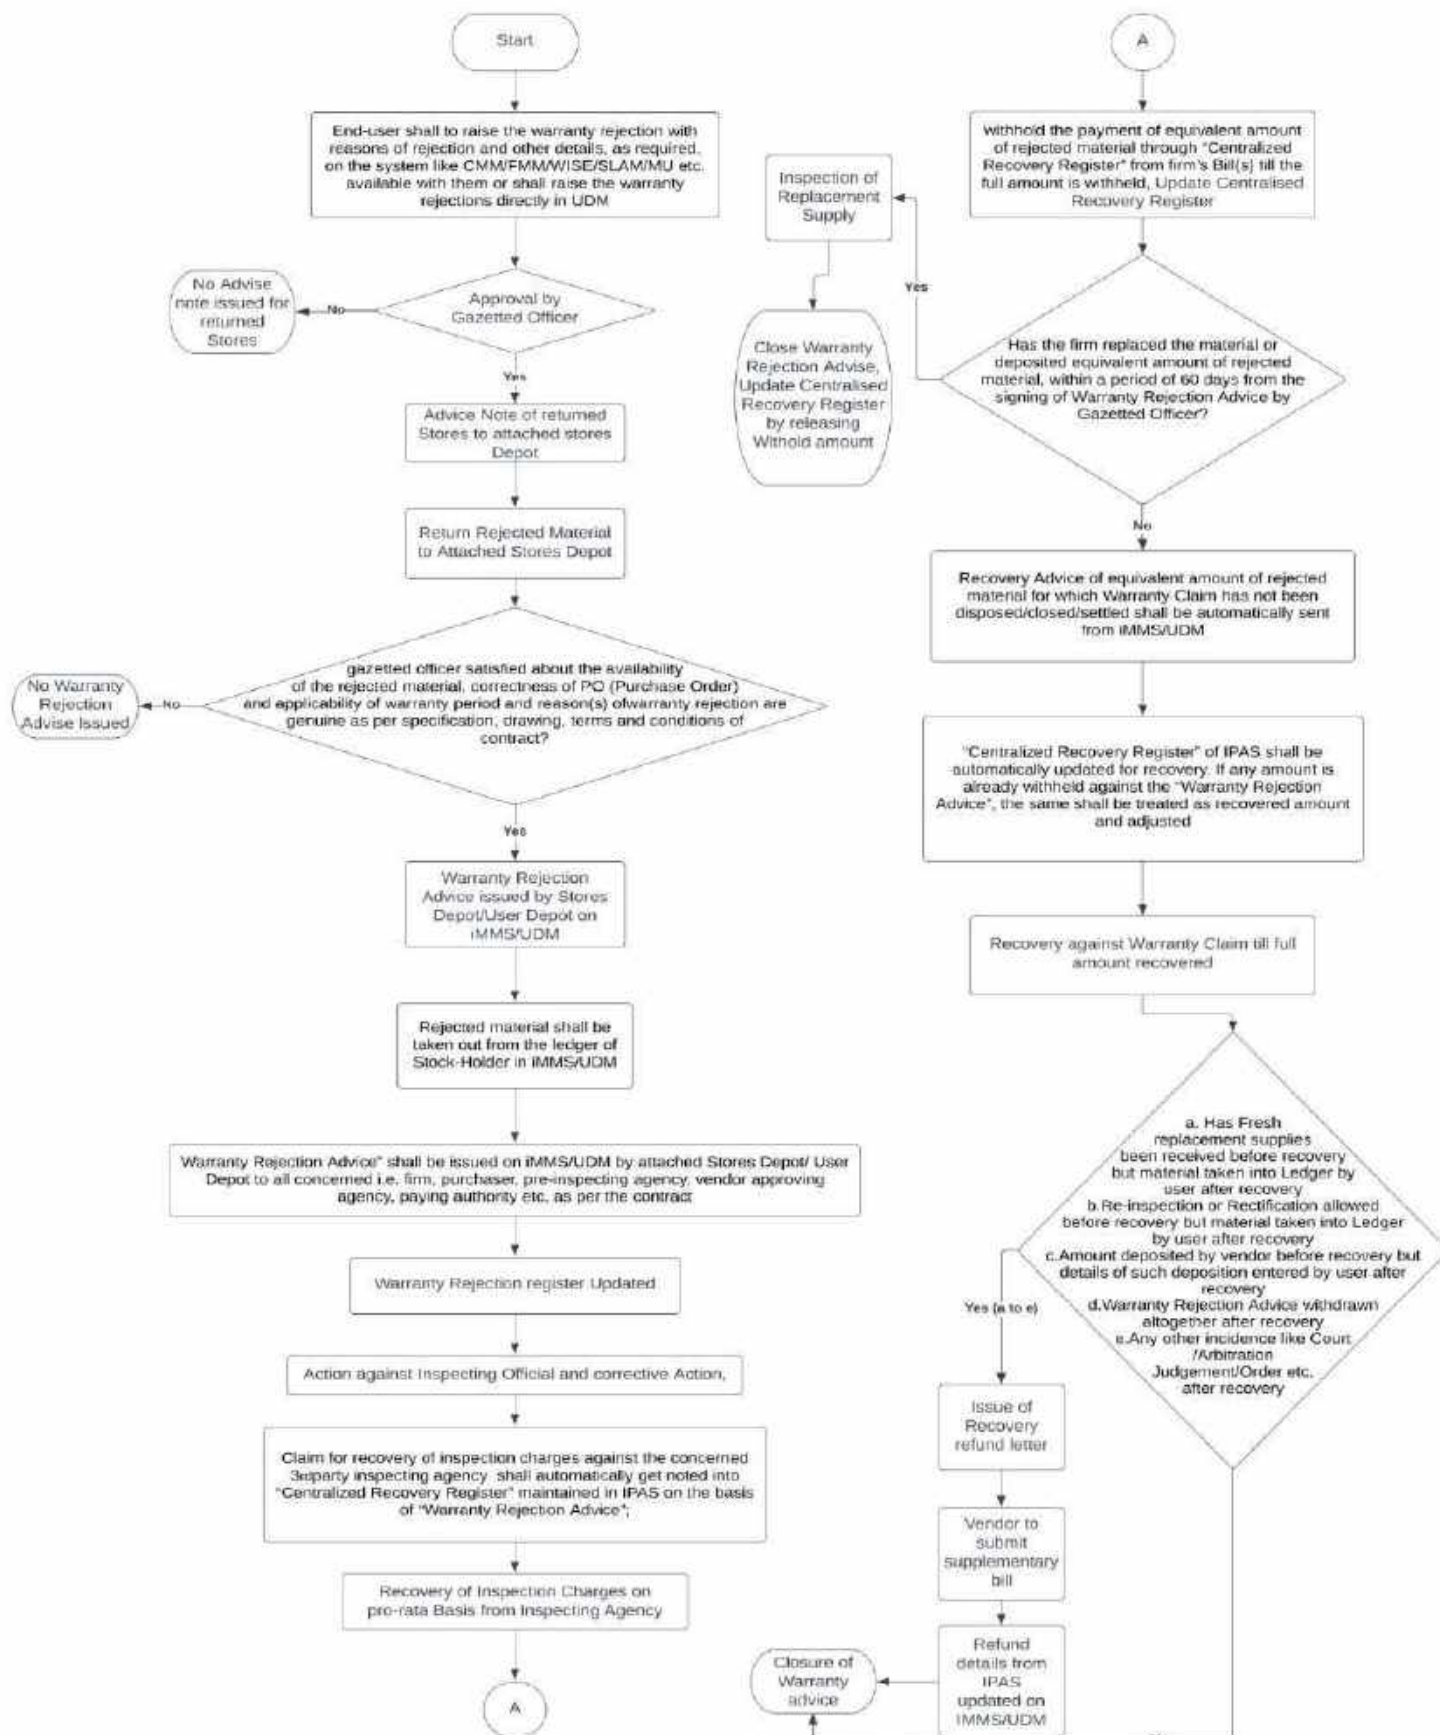 Start
End-user shall to raise the warranty rejection with
reasons of rejection and other details, as required,
on the system like CMM/FMM/WISE/SLAM/MU etc.
available with them or shall raise the warranty
rejections directly in UDM
Approval by
Gazetted Officer
No
No Advise
note issued for
returned
Stores
Yes
Advice Note of returned
Stores to attached stores
Depot
Return Rejected Material
to Attached Stores Depot
gazetted officer satisfied about the availability
of the rejected material, correctness of PO (Purchase Order)
and applicability of warranty period and reason(s) ofwarranty rejection are
genuine as per specification, drawing, terms and conditions of
contract?
No
No Warranty
Rejection
Advise Issued
Yes
Warranty Rejection
Advice issued by Stores
Depot/User Depot on
iMMS/UDM
Rejected material shall be
taken out from the ledger of
Stock-Holder in iMMS/UDM
Warranty Rejection Advice" shall be issued on iMMS/UDM by attached Stores Depot/ User
Depot to all concerned i.e. firm, purchaser, pre-inspecting agency, vendor approving
agency, paying authority etc. as per the contract
Warranty Rejection register Updated
Action against Inspecting Official and corrective Action,
Claim for recovery of inspection charges against the concerned
party inspecting agency shall automatically get noted into
"Centralized Recovery Register" maintained in IPAS on the basis
of "Warranty Rejection Advice";
Recovery of Inspection Charges on
pro-rata Basis from Inspecting Agency
A
A
withhold the payment of equivalent amount
of rejected material through "Centralized
Recovery Register" from firm's Bill(s) till the
full amount is withheld, Update Centralised
Recovery Register
Inspection of
Replacement
Supply
Yes
Close Warranty
Rejection Advise,
Update Centralised
Recovery Register
by releasing
Withold amount
Has the firm replaced the material or
deposited equivalent amount of rejected
material, within a period of 60 days from the
signing of Warranty Rejection Advice by
Gazetted Officer?
No
Recovery Advice of equivalent amount of rejected
material for which Warranty Claim has not been
disposed/closed/settled shall be automatically sent
from iMMS/UDM
"Centralized Recovery Register" of IPAS shall be
automatically updated for recovery. If any amount is
already withheld against the "Warranty Rejection
Advice", the same shall be treated as recovered amount
and adjusted
Recovery against Warranty Claim till full
amount recovered
a. Has Fresh
replacement supplies
been received before recovery
but material taken into Ledger by
user after recovery
b.Re-inspection or Rectification allowed
before recovery but material taken into Ledger
by user after recovery
c.Amount deposited by vendor before recovery but
details of such deposition entered by user after
recovery
d.Warranty Rejection Advice withdrawn
altogether after recovery
e.Any other incidence like Court
/Arbitration
Judgement/Order etc.
after recovery
Yes (a to e)
Issue of
Recovery
refund letter
Vendor to
submit
supplementary
bill
Refund
details from
IPAS
updated on
IMMS/UDM
Closure of
Warranty
advice